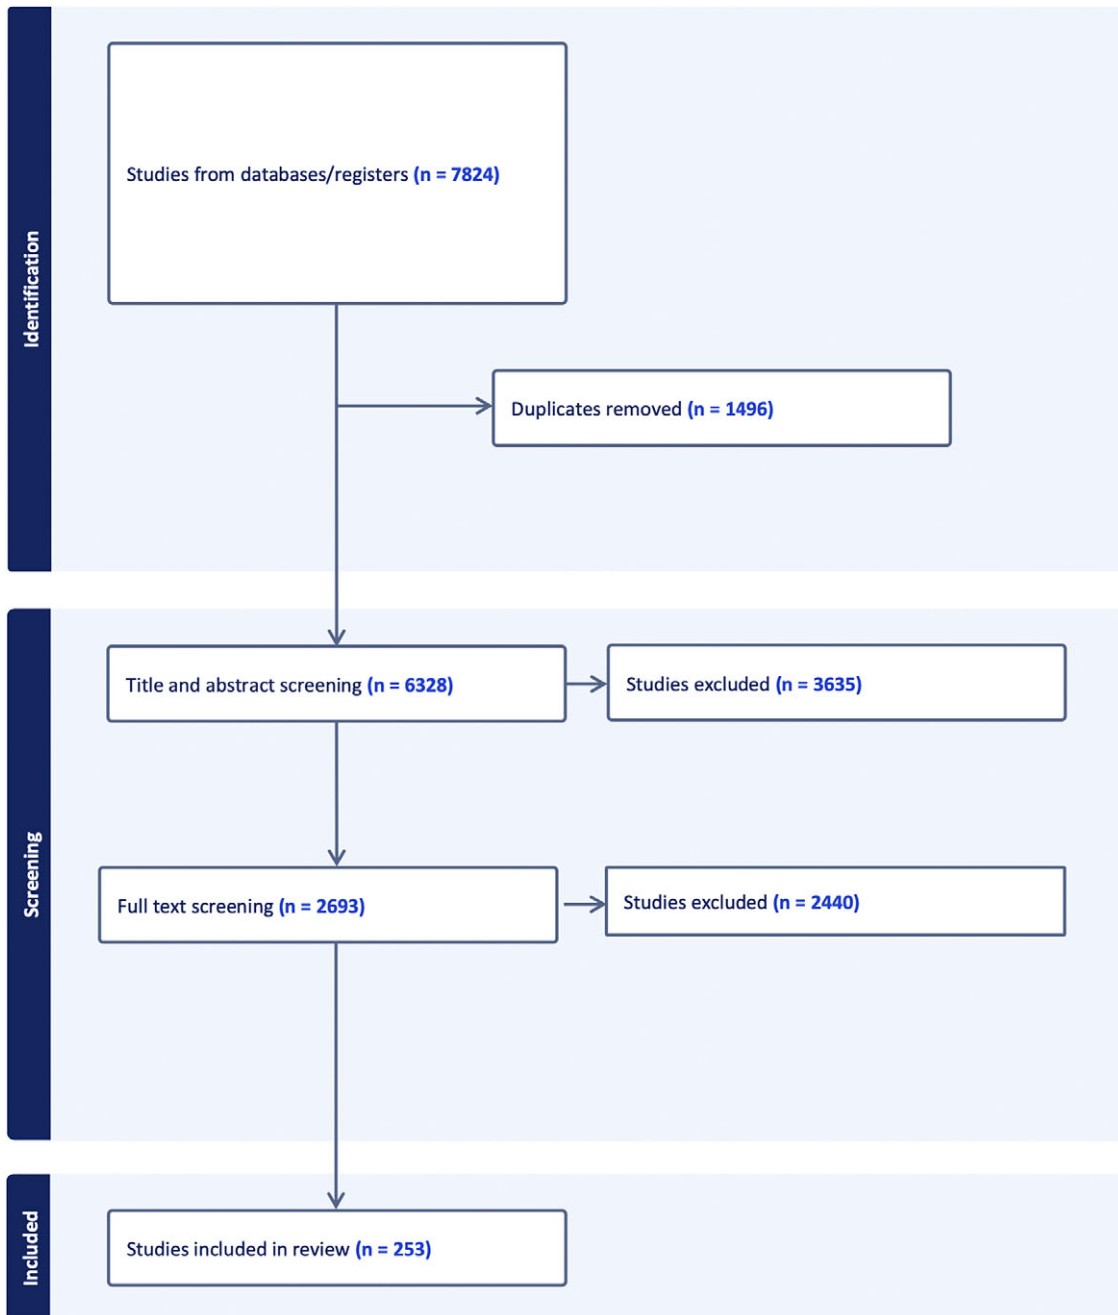 Identification
Studies from databases/registers (n = 7824)
Duplicates removed (n = 1496)
Screening
Title and abstract screening (n = 6328)
Studies excluded (n = 3635)
Full text screening (n = 2693)
Studies excluded (n = 2440)
Included
Studies included in review (n = 253)